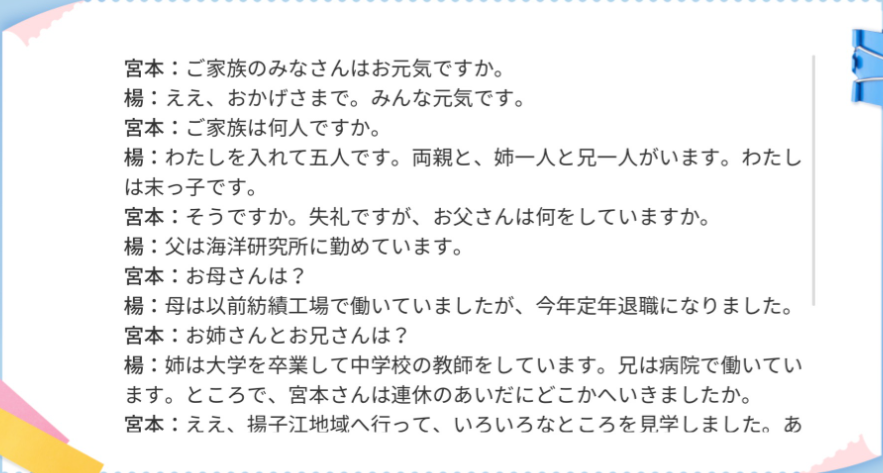 宮本：ご家族のみなさんはお元気ですか。
楊：ええ、おかげさまで。みんな元気です。
宮本：ご家族は何人ですか。
楊：わたしを入れて五人です。両親と、姉一人と兄一人がいます。わたし
は末っ子です。
宮本：そうですか。失礼ですが、お父さんは何をしていますか。
楊：父は海洋研究所に勤めています。
宮本：お母さんは？
楊：母は以前紡績工場で働いていましたが、今年定年退職になりました。
宮本：お姉さんとお兄さんは？
楊：姉は大学を卒業して中学校の教師をしています。兄は病院で働いてい
ます。ところで、宮本さんは連休のあいだにどこかへいきましたか。
宮本：ええ、揚子江地域へ行って、いろいろなところを見学しました。あ